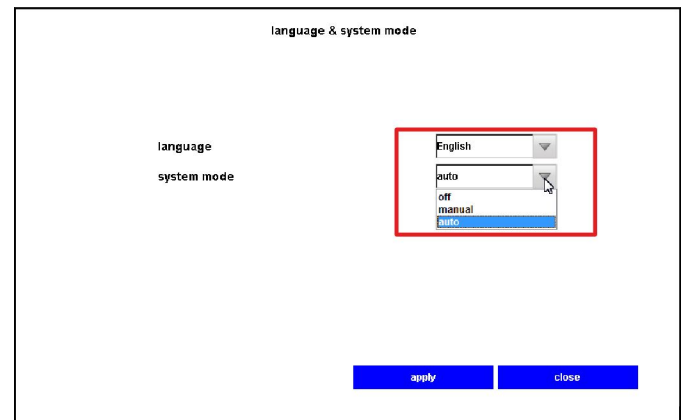 language & system mode
language English
system mode auto
off
manual
auto
apply close